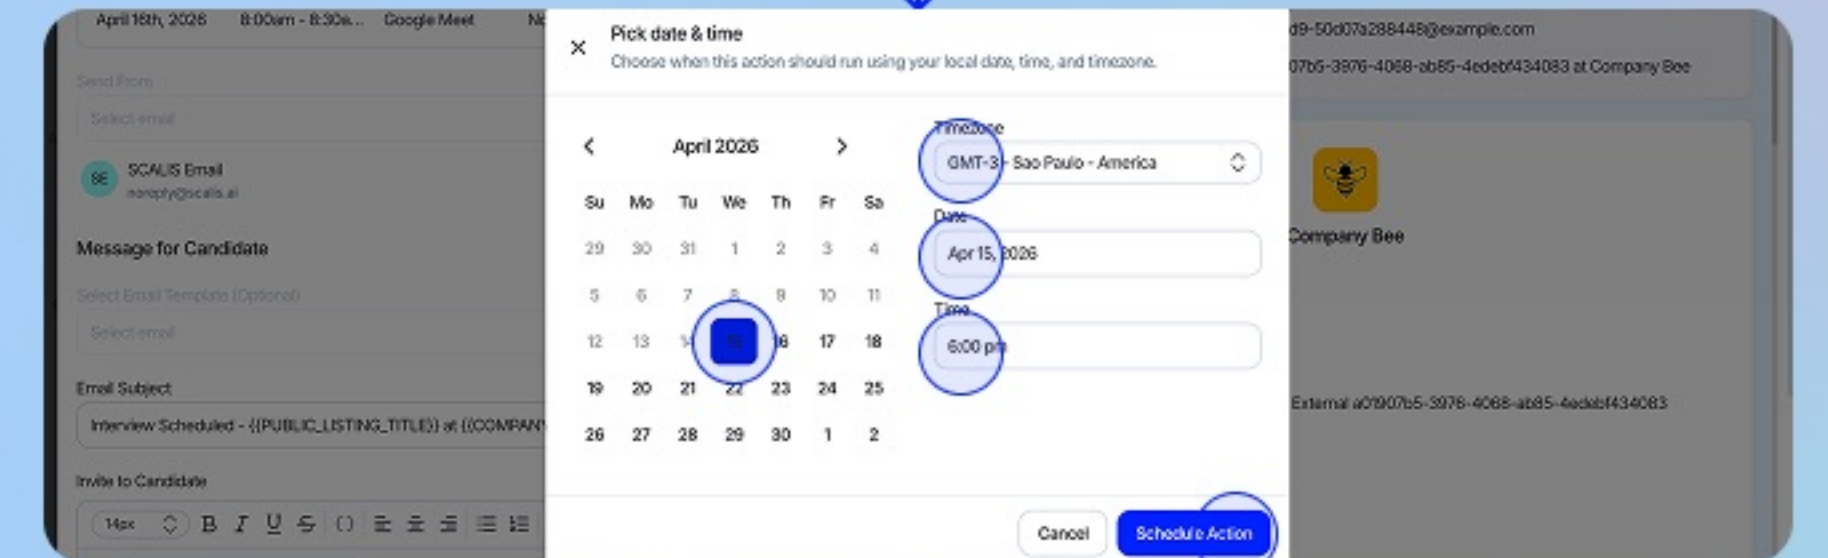 April 16th, 2026 8:00am - 8:30a... Google Meet
Send From
Select email
SE
SCALIS Email
noreply@scalis.ai
Message for Candidate
Select Email Template (Optional)
Select email
Email Subject
Interview Scheduled - {{PUBLIC_LISTING_TITLE}} at {{COMPAN
Invite to Candidate
14px B I U S
Pick date & time
Choose when this action should run using your local date, time, and timezone.
April 2026
Su Mo Tu We Th Fr Sa
29 30 31 1 2 3 4
5 6 7 8 9 10 11
12 13 14 15 16 17 18
19 20 21 22 23 24 25
26 27 28 29 30 1 2
Timezone
GMT-3 - Sao Paulo - America
Date
Apr 15, 2026
Time
6:00 pm
Cancel Schedule Action
d9-50d07a288448@example.com
07b5-3976-4068-ab85-4edebf434083 at Company Bee
Company Bee
External a01907b5-3976-4068-ab85-4edebf434083